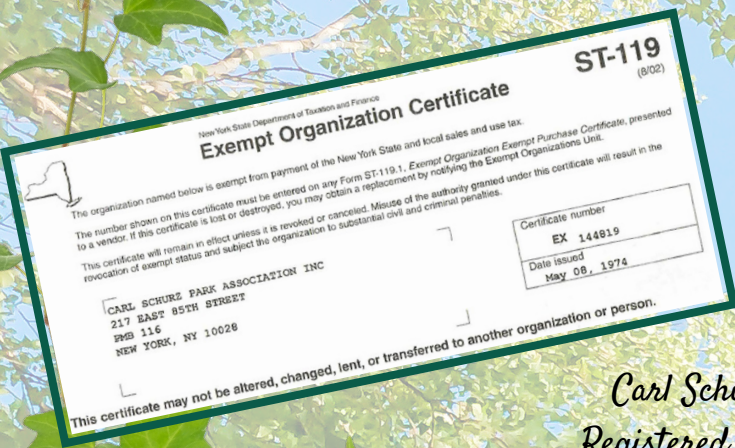 ST-119
(8/02)
New York State Department of Taxation and Finance
Exempt Organization Certificate
The organization named below is exempt from payment of the New York State and local sales and use tax.
The number shown on this certificate must be entered on any Form ST-119.1, Exempt Organization Exempt Purchase Certificate, presented
to a vendor. If this certificate is lost or destroyed, you may obtain a replacement by notifying the Exempt Organizations Unit.
This certificate will remain in effect unless it is revoked or canceled. Misuse of the authority granted under this certificate will result in the
revocation of exempt status and subject the organization to substantial civil and criminal penalties.
Certificate number
EX 144819
Date issued
May 08, 1974
CARL SCHURZ PARK ASSOCIATION INC
217 EAST 85TH STREET
PMB 116
NEW YORK, NY 10028
This certificate may not be altered, changed, lent, or transferred to another organization or person.
Carl Sch
Registered